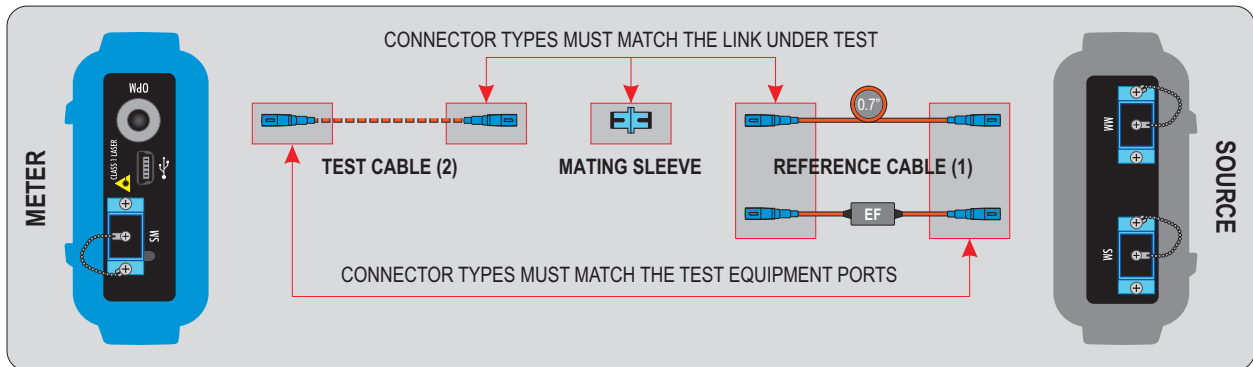 METER
OPM
CLASS 1 LASER
SM
CONNECTOR TYPES MUST MATCH THE LINK UNDER TEST
0.7"
TEST CABLE (2)
MATING SLEEVE
REFERENCE CABLE (1)
EF
CONNECTOR TYPES MUST MATCH THE TEST EQUIPMENT PORTS
MM
SM
SOURCE